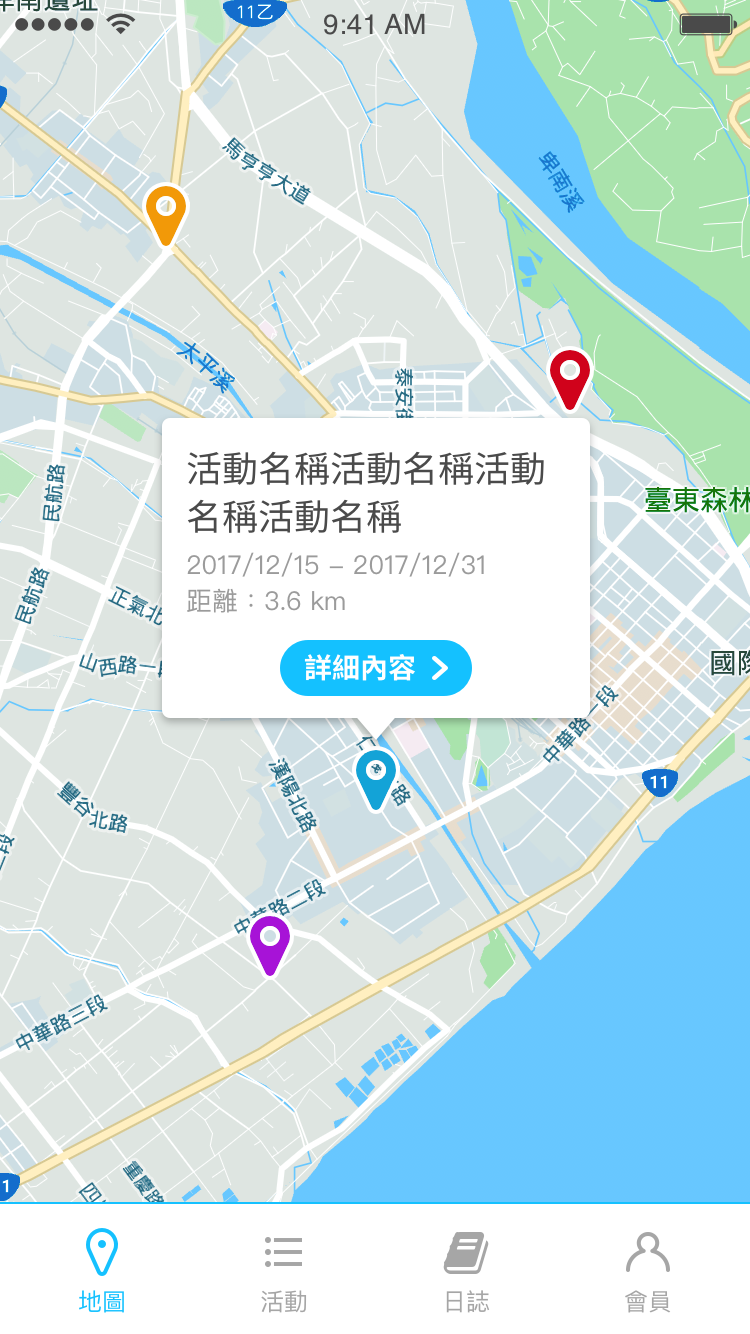 卑南遺址
11乙
9:41 AM
馬亨亨大道
卑南溪
太平溪
泰安街
民航路
臺東森林
活動名稱活動名稱活動
名稱活動名稱
2017/12/15 – 2017/12/31
距離：3.6 km
詳細內容
民航路
正氣北
山西路一
國際
中華路一段
11
漢陽北路
豐谷北路
中華路二段
中華路三段
重慶路
四
1
地圖
活動
日誌
會員